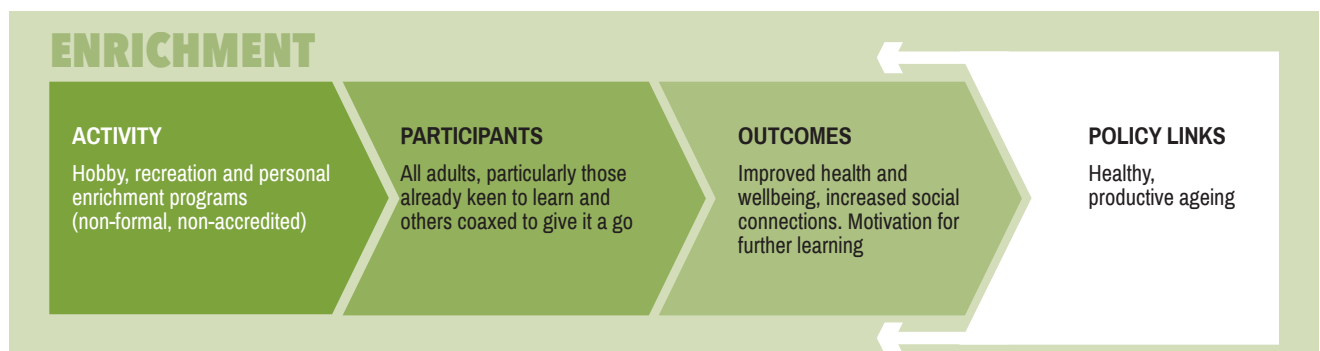 ENRICHMENT
ACTIVITY
Hobby, recreation and personal
enrichment programs
(non-formal, non-accredited)
PARTICIPANTS
All adults, particularly those
already keen to learn and
others coaxed to give it a go
OUTCOMES
Improved health and
wellbeing, increased social
connections. Motivation for
further learning
POLICY LINKS
Healthy,
productive ageing